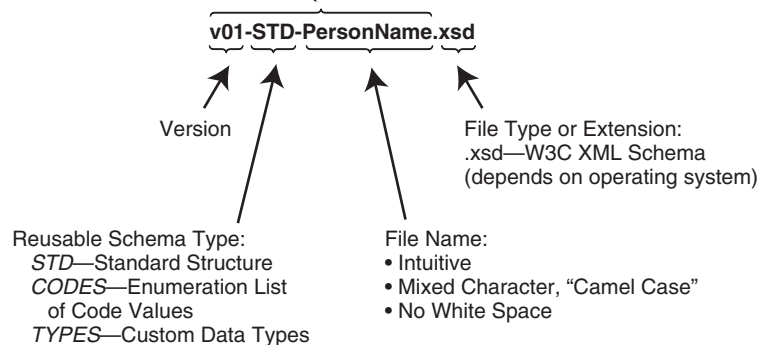 v01-STD-PersonName.xsd
Version
File Type or Extension:
.xsd—W3C XML Schema
(depends on operating system)
Reusable Schema Type:
STD—Standard Structure
CODES—Enumeration List
of Code Values
TYPES—Custom Data Types
File Name:
• Intuitive
• Mixed Character, “Camel Case”
• No White Space